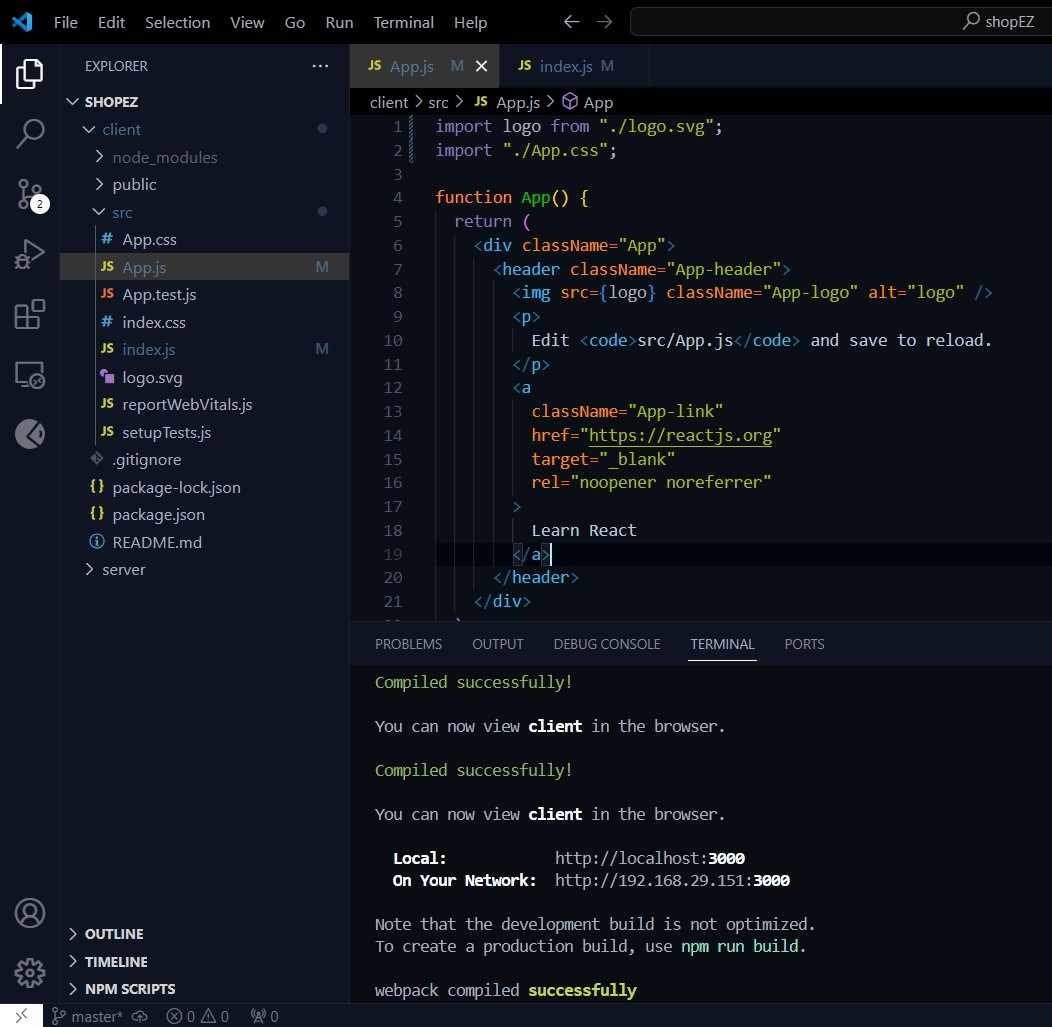 File Edit Selection View Go Run Terminal Help shopEZ
EXPLORER
SHOPEZ
client
node_modules
public
src
# App.css
JS App.js M
JS App.test.js
# index.css
JS index.js M
logo.svg
JS reportWebVitals.js
JS setupTests.js
.gitignore
{} package-lock.json
{} package.json
README.md
server
OUTLINE
TIMELINE
NPM SCRIPTS
2
JS App.js M JS index.js M
client > src > JS App.js > App
1 import logo from "./logo.svg";
2 import "./App.css";
3
4 function App() {
5 return (
6 <div className="App">
7 <header className="App-header">
8 <img src={logo} className="App-logo" alt="logo" />
9 <p>
10 Edit <code>src/App.js</code> and save to reload.
11 </p>
12 <a
13 className="App-link"
14 href="https://reactjs.org"
15 target="_blank"
16 rel="noopener noreferrer"
17 >
18 Learn React
19 </a>
20 </header>
21 </div>
PROBLEMS OUTPUT DEBUG CONSOLE TERMINAL PORTS
Compiled successfully!
You can now view client in the browser.
Compiled successfully!
You can now view client in the browser.
Local: http://localhost:3000
On Your Network: http://192.168.29.151:3000
Note that the development build is not optimized.
To create a production build, use npm run build.
webpack compiled successfully
master* 0 0 0